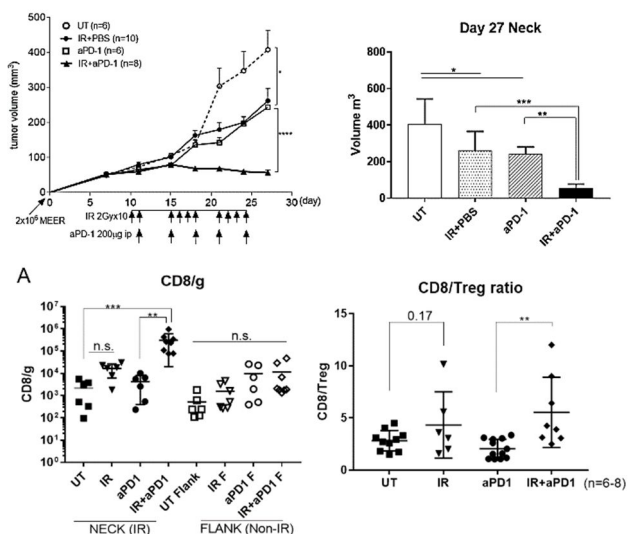 UT (n=6)
IR+PBS (n=10)
aPD-1 (n=6)
IR+aPD-1 (n=8)
tumor volume (mm³)
500
400
300
200
100
0
0 5 10 15 20 25 30 (day)
*
****
2x10⁵ MEER
IR 2Gyx10
aPD-1 200µg ip
Day 27 Neck
Volume m³
800
600
400
200
0
*
***
**
UT
IR+PBS
aPD-1
IR+aPD-1
A
CD8/g
CD8/g
10⁷
10⁶
10⁵
10⁴
10³
10²
10¹
10⁰
***
**
n.s.
n.s.
UT
IR
aPD1
IR+aPD1
UT Flank
IR F
aPD1 F
IR+aPD1 F
NECK (IR)
FLANK (Non-IR)
CD8/Treg ratio
CD8/Treg
15
10
5
0
0.17
**
UT
IR
aPD1
IR+aPD1
(n=6-8)